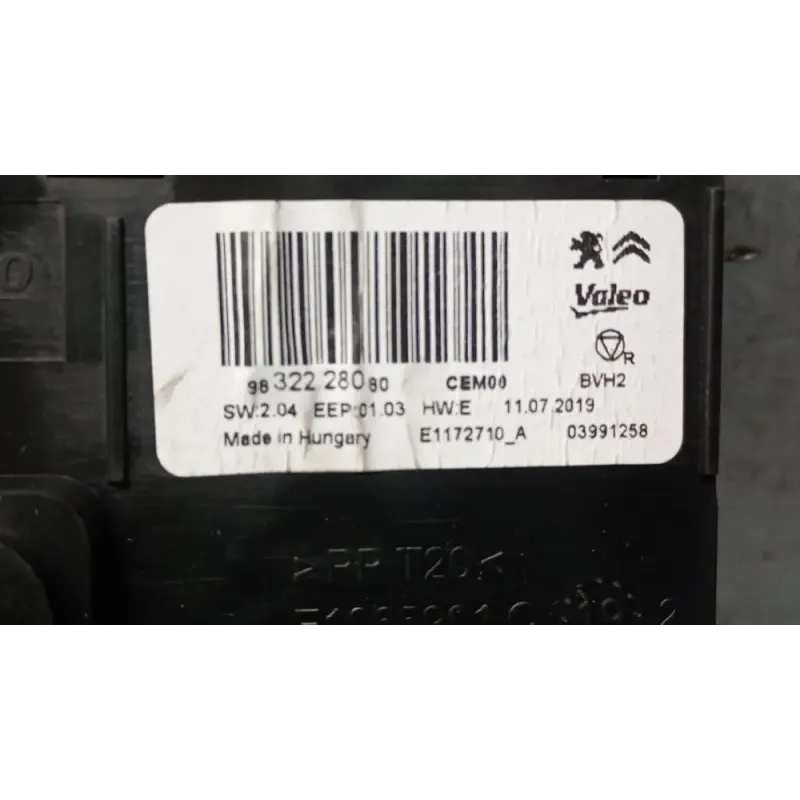 Valeo
R
98 322 280 80 CEM00 BVH2
SW:2.04 EEP:01.03 HW:E 11.07.2019
Made in Hungary E1172710_A 03991258
>PP T20<